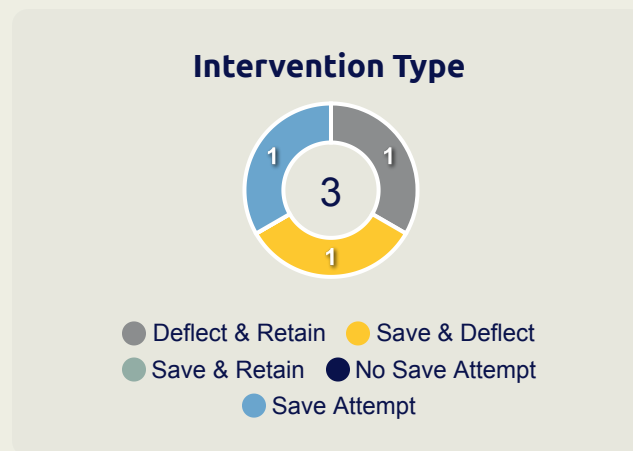 Intervention Type
1 1
3
1
Deflect & Retain Save & Deflect
Save & Retain No Save Attempt
Save Attempt